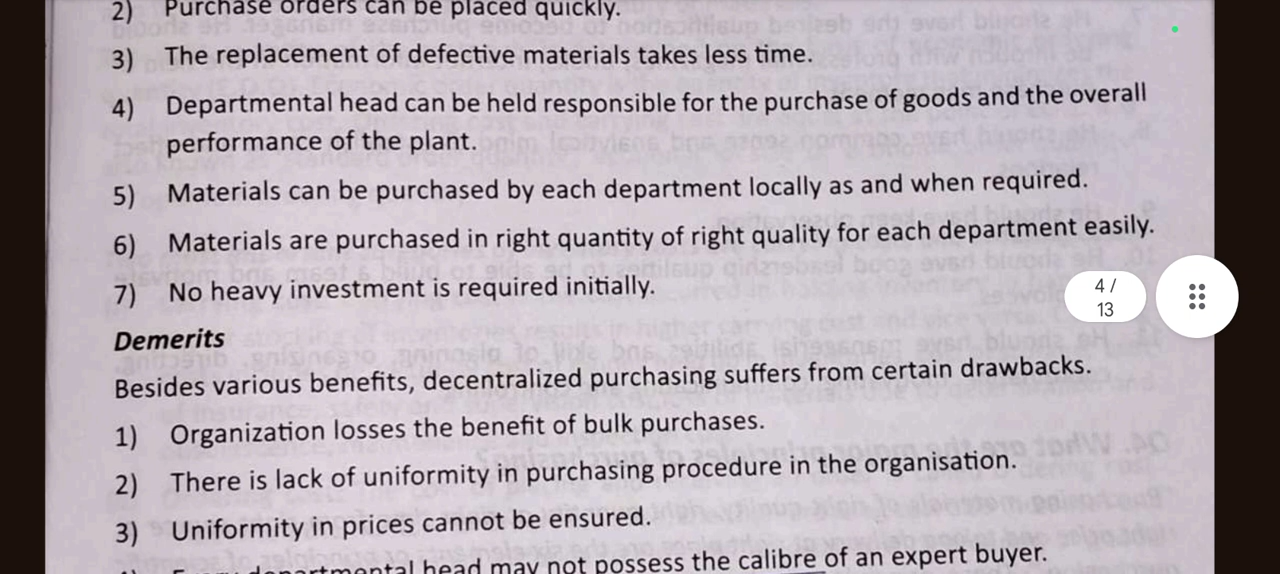 2) Purchase orders can be placed quickly.
3) The replacement of defective materials takes less time.
4) Departmental head can be held responsible for the purchase of goods and the overall
performance of the plant.
5) Materials can be purchased by each department locally as and when required.
6) Materials are purchased in right quantity of right quality for each department easily.
7) No heavy investment is required initially.
4 /
13
Demerits
Besides various benefits, decentralized purchasing suffers from certain drawbacks.
1) Organization losses the benefit of bulk purchases.
2) There is lack of uniformity in purchasing procedure in the organisation.
3) Uniformity in prices cannot be ensured.
departmental head may not possess the calibre of an expert buyer.